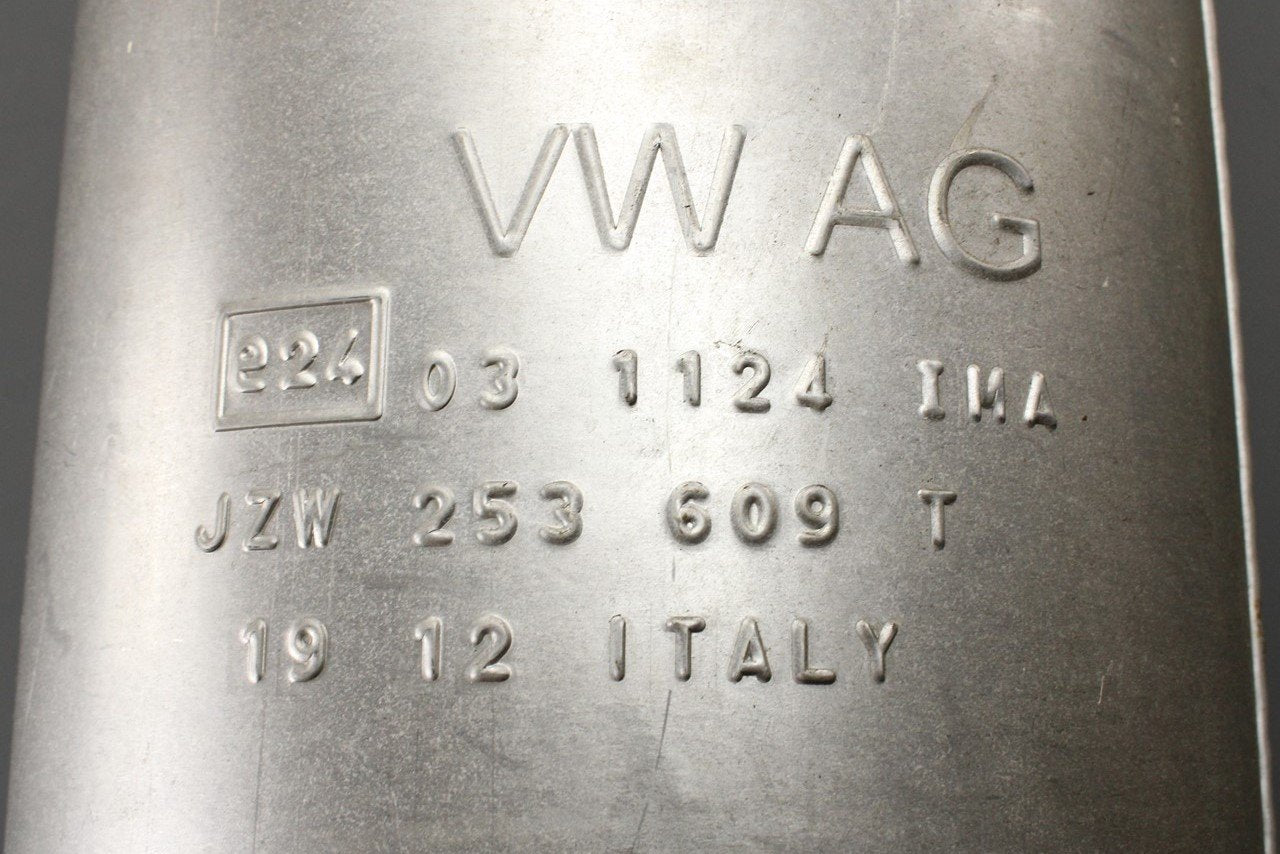 VW AG
e24 03 1124 IMA
JZW 253 609 T
19 12 ITALY